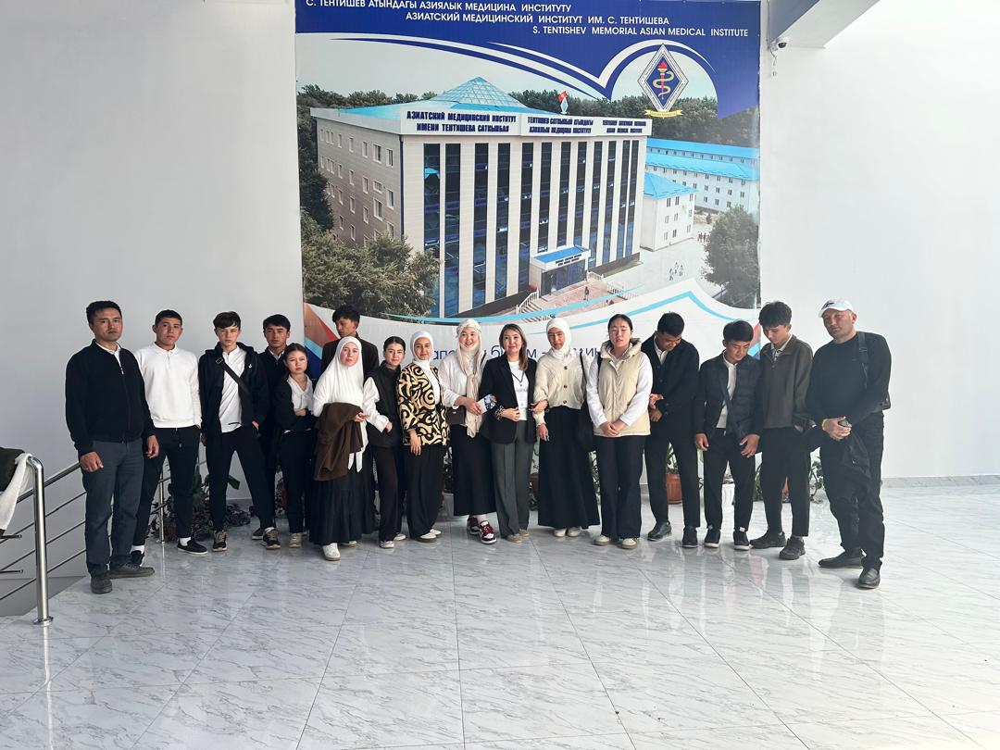 С. ТЕНТИШЕВ АТЫНДАГЫ АЗИЯЛЫК МЕДИЦИНА ИНСТИТУТУ
АЗИАТСКИЙ МЕДИЦИНСКИЙ ИНСТИТУТ ИМ. С. ТЕНТИШЕВА
S. TENTISHEV MEMORIAL ASIAN MEDICAL INSTITUTE
АЗИАТСКИЙ МЕДИЦИНСКИЙ ИНСТИТУТ
ИМЕНИ ТЕНТИШЕВА САТКЫНБАЯ
ТЕНТИШЕВ САТКЫНБАЙ АТЫНДАГЫ
АЗИЯЛЫК МЕДИЦИНА ИНСТИТУТУ